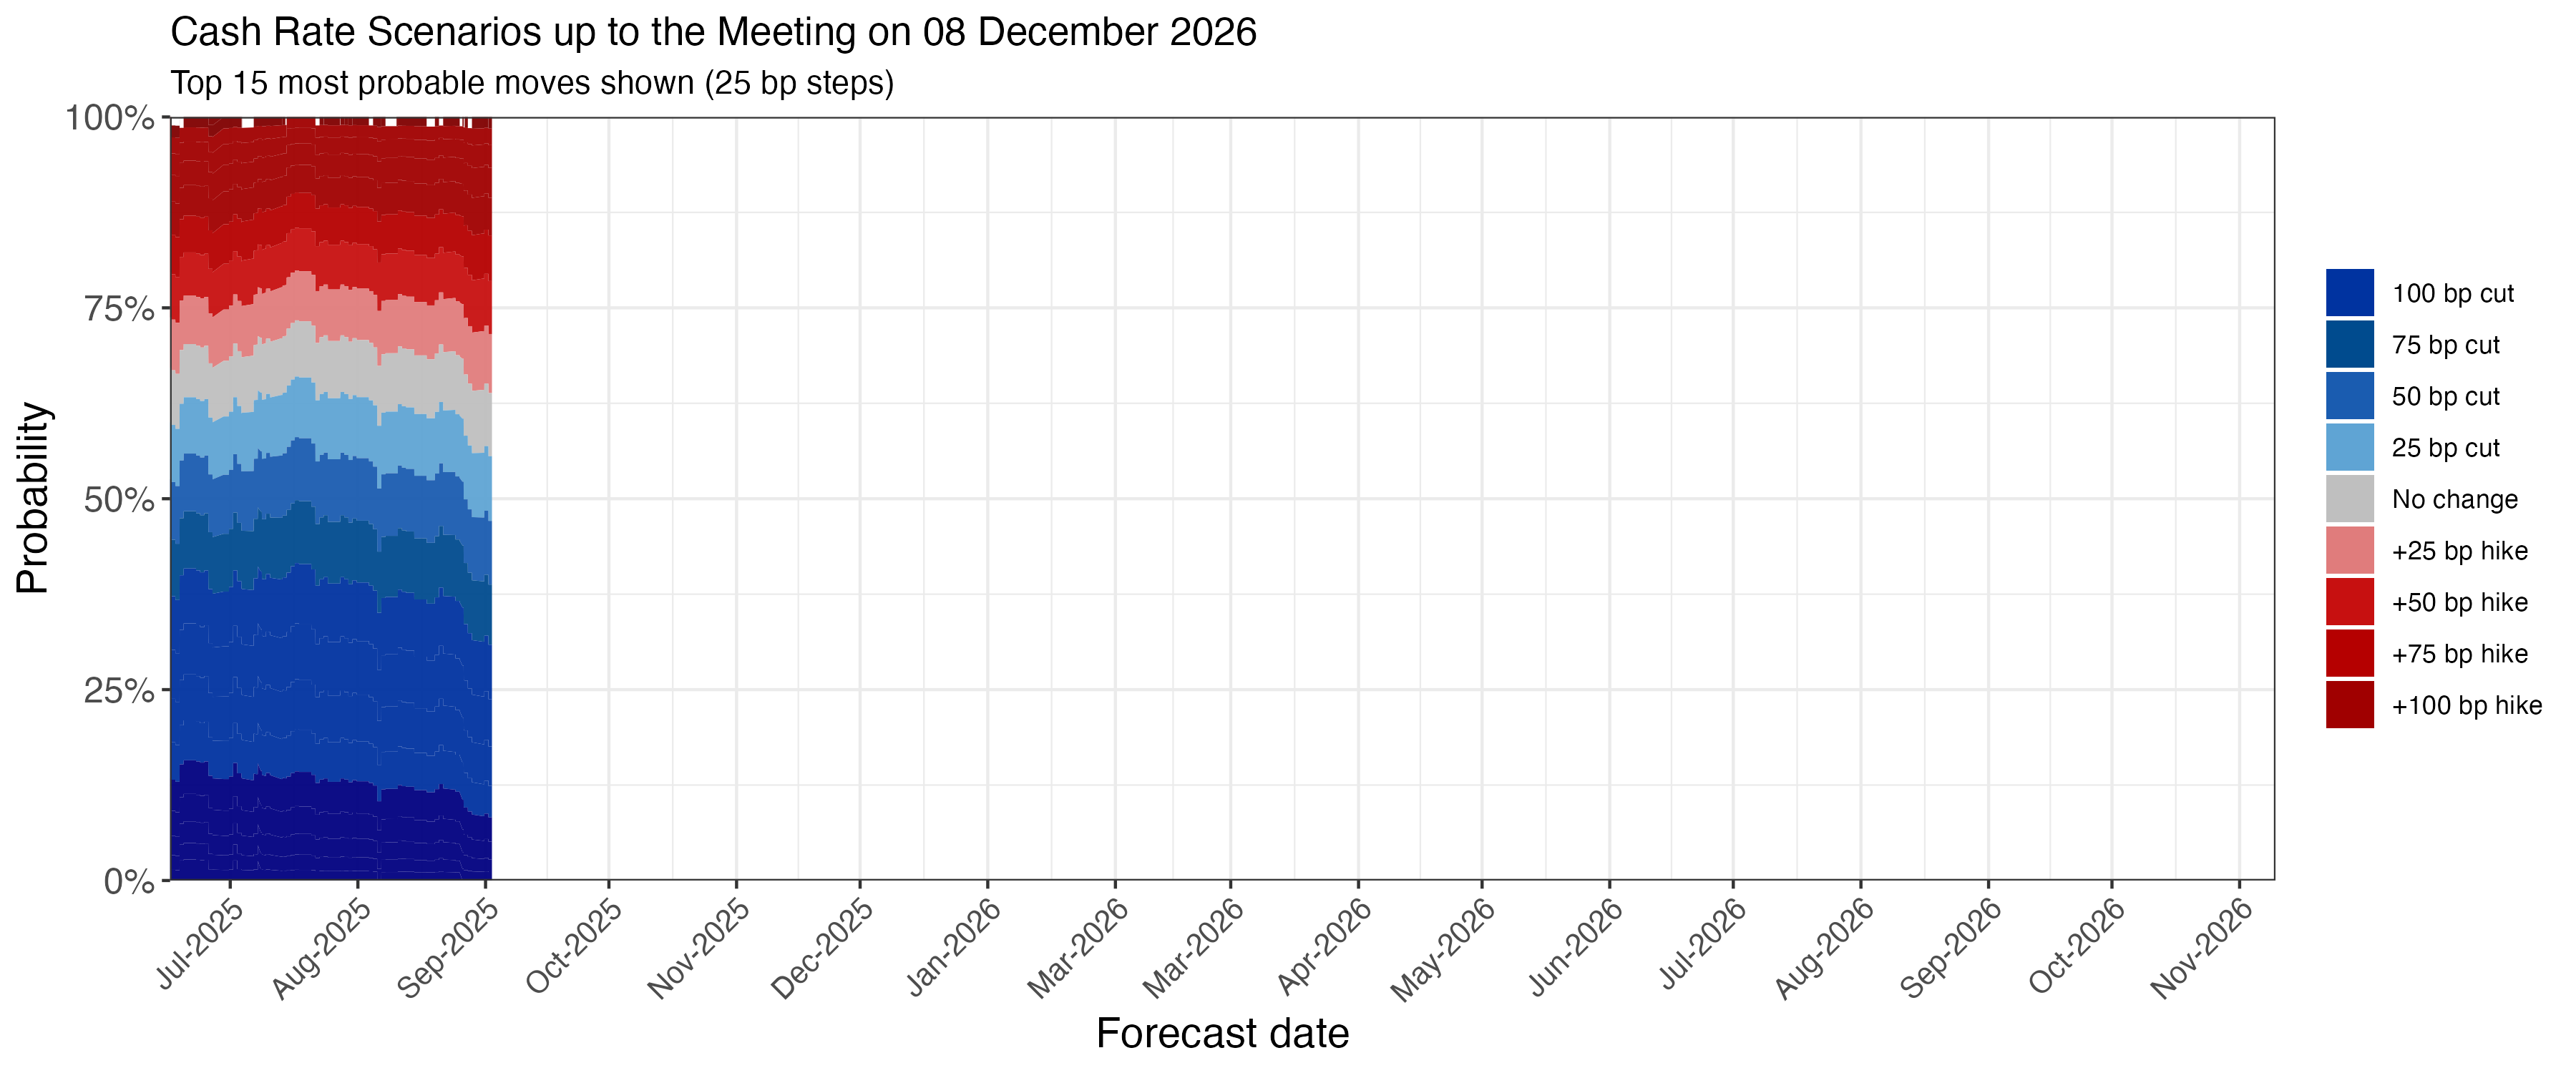 Cash Rate Scenarios up to the Meeting on 08 December 2026
Top 15 most probable moves shown (25 bp steps)
Probability
100%
75%
50%
25%
0%
Jul-2025
Aug-2025
Sep-2025
Oct-2025
Nov-2025
Dec-2025
Jan-2026
Mar-2026
Mar-2026
Apr-2026
May-2026
Jun-2026
Jul-2026
Aug-2026
Sep-2026
Oct-2026
Nov-2026
Forecast date
100 bp cut
75 bp cut
50 bp cut
25 bp cut
No change
+25 bp hike
+50 bp hike
+75 bp hike
+100 bp hike